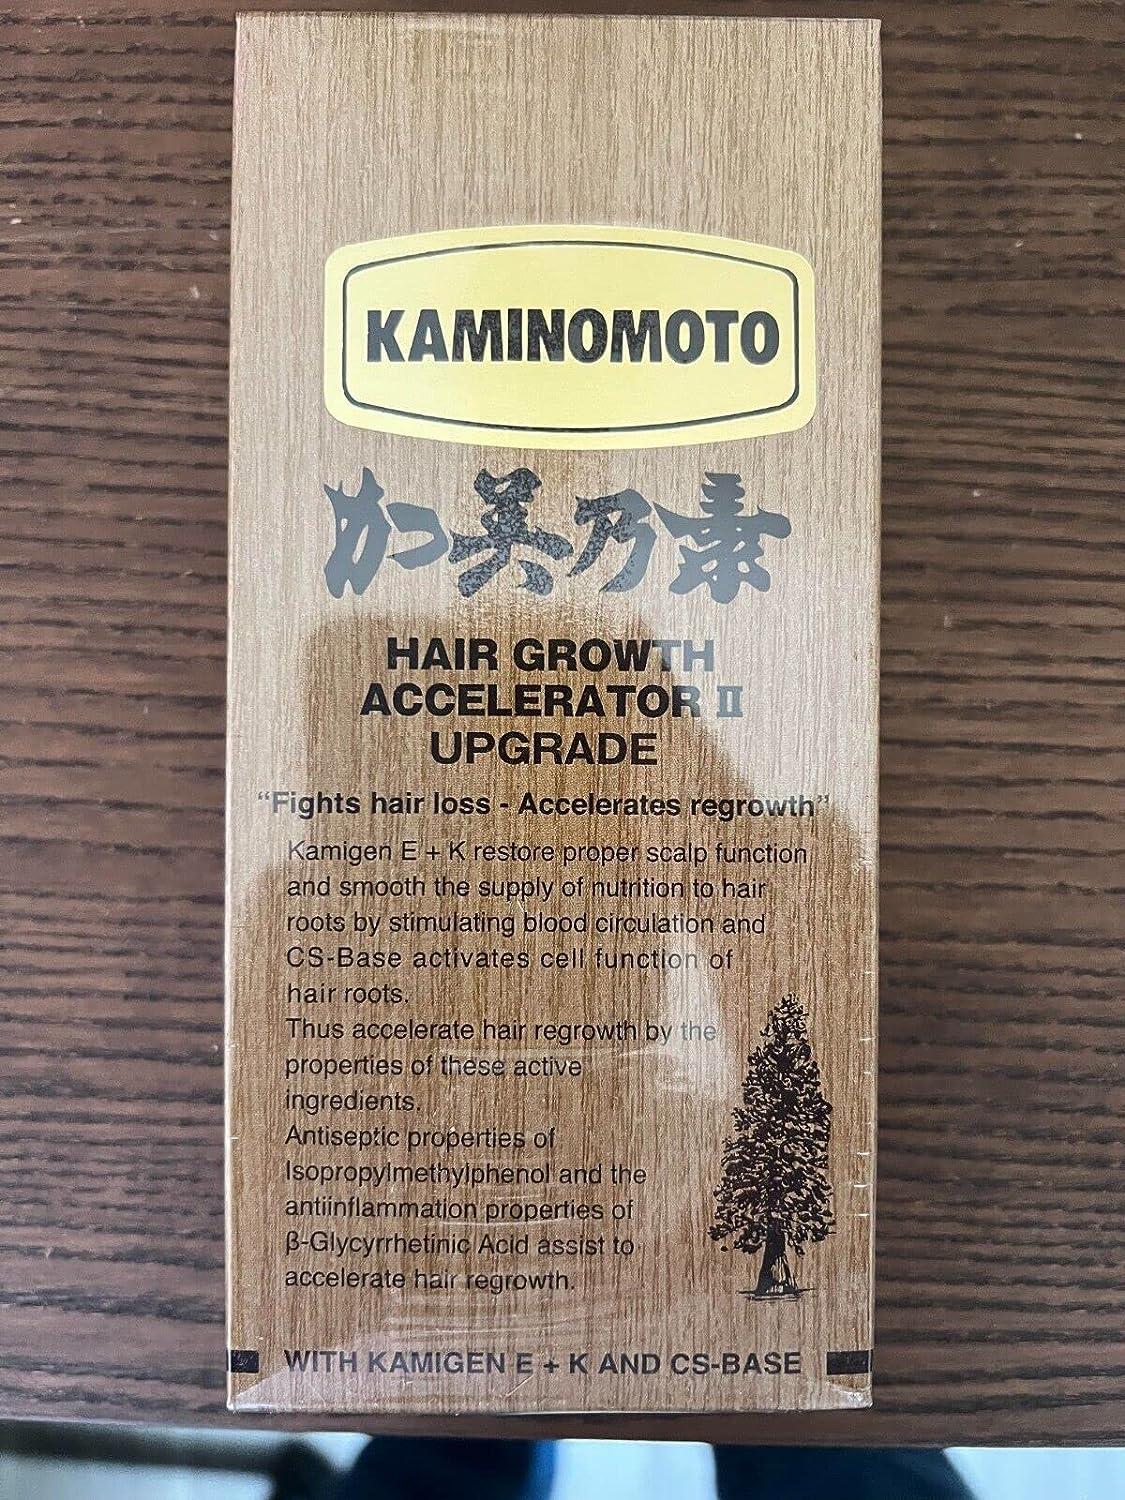 KAMINOMOTO
加美乃素
HAIR GROWTH
ACCELERATOR II
UPGRADE
“Fights hair loss - Accelerates regrowth”
Kamigen E + K restore proper scalp function
and smooth the supply of nutrition to hair
roots by stimulating blood circulation and
CS-Base activates cell function of
hair roots.
Thus accelerate hair regrowth by the
properties of these active
ingredients.
Antiseptic properties of
Isopropylmethylphenol and the
antiinflammation properties of
β-Glycyrrhetinic Acid assist to
accelerate hair regrowth.
WITH KAMIGEN E + K AND CS-BASE